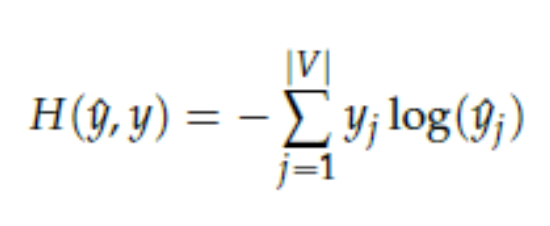 H(ŷ, y) = − ∑_{j=1}^{|V|} y_j log(ŷ_j)